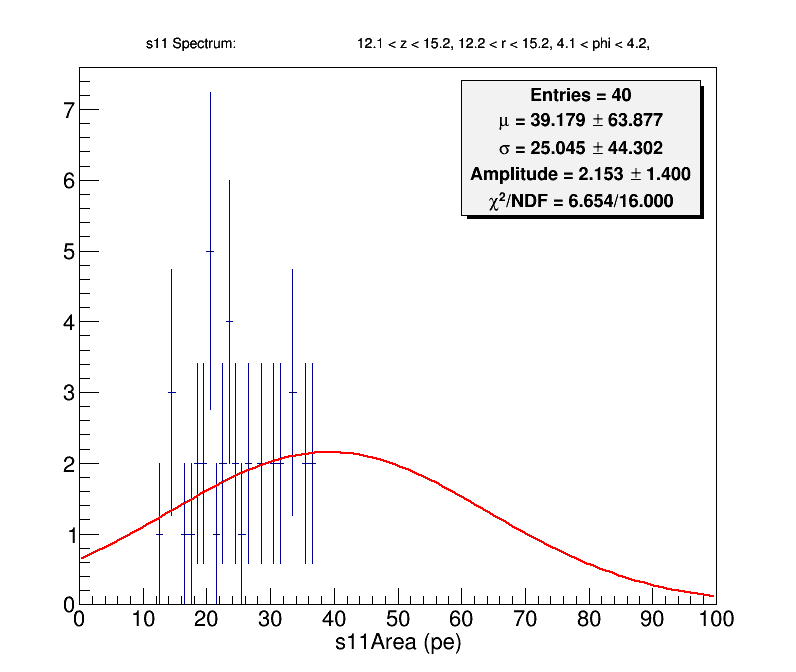 s11 Spectrum: 12.1 < z < 15.2, 12.2 < r < 15.2, 4.1 < phi < 4.2,
Entries = 40
μ = 39.179 ± 63.877
σ = 25.045 ± 44.302
Amplitude = 2.153 ± 1.400
χ²/NDF = 6.654/16.000
7
6
5
4
3
2
1
0
0 10 20 30 40 50 60 70 80 90 100
s11Area (pe)